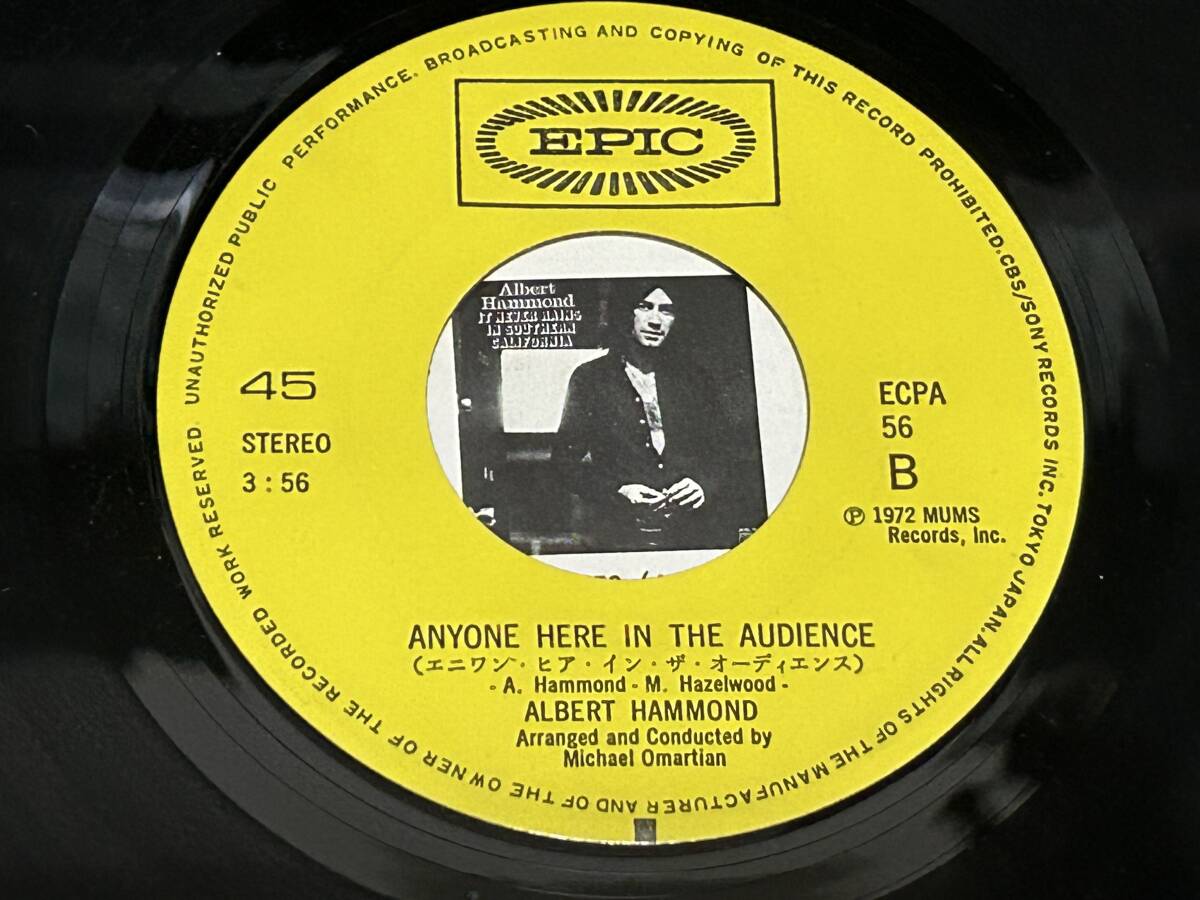 UNAUTHORIZED PUBLIC PERFORMANCE. BROADCASTING AND COPYING OF THIS RECORD PROHIBITED. CBS/SONY RECORDS INC. TOKYO JAPAN. ALL RIGHTS OF THE MANUFACTURER AND OF THE OWNER OF THE RECORDED WORK RESERVED.
EPIC
Albert
Hammond
IT NEVER RAINS
IN SOUTHERN
CALIFORNIA
45
STEREO
3:56
ECPA
56
B
Ⓟ 1972 MUMS
Records, Inc.
ANYONE HERE IN THE AUDIENCE
(エニワン・ヒア・イン・ザ・オーディエンス)
- A. Hammond - M. Hazelwood -
ALBERT HAMMOND
Arranged and Conducted by
Michael Omartian